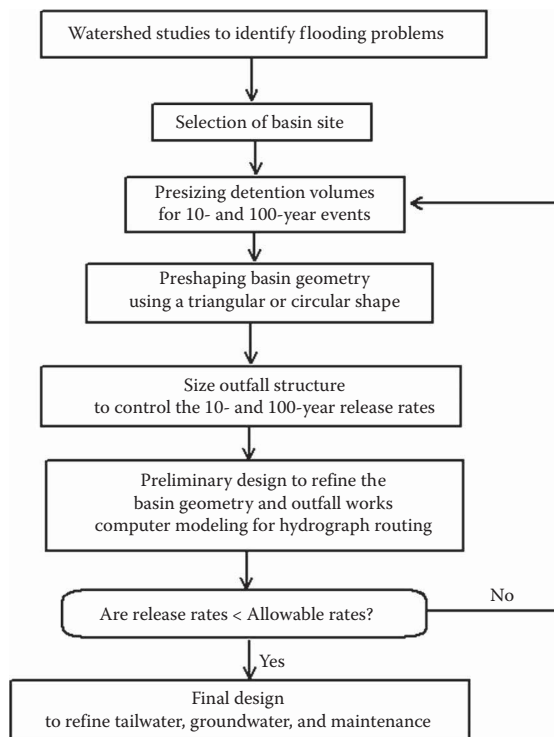 Watershed studies to identify flooding problems
Selection of basin site
Presizing detention volumes
for 10- and 100-year events
Preshaping basin geometry
using a triangular or circular shape
Size outfall structure
to control the 10- and 100-year release rates
Preliminary design to refine the
basin geometry and outfall works
computer modeling for hydrograph routing
Are release rates < Allowable rates?
No
Yes
Final design
to refine tailwater, groundwater, and maintenance